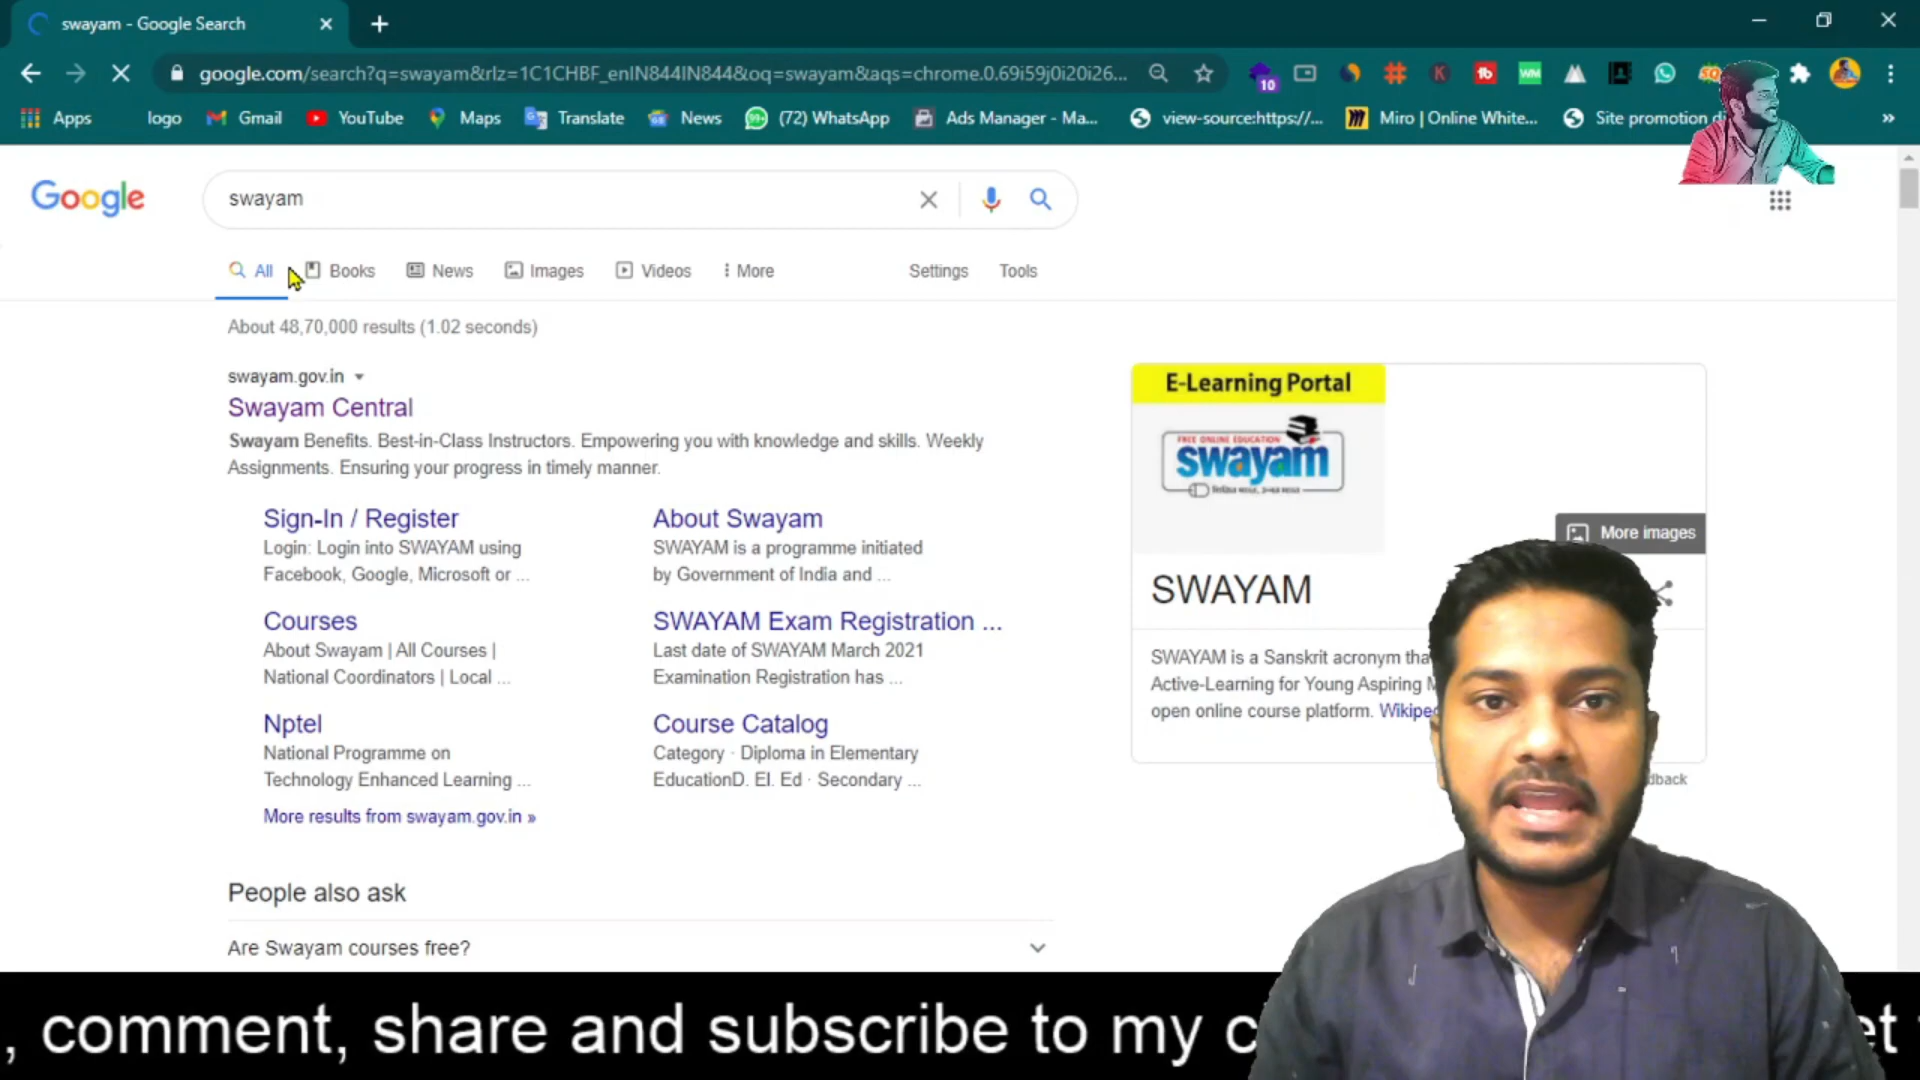 swayam - Google Search
google.com/search?q=swayam&rlz=1C1CHBF_enIN844IN844&oq=swayam&aqs=chrome.0.69i59j0i20i26...
10
Apps
logo
Gmail
YouTube
Maps
Translate
News
(72) WhatsApp
Ads Manager - Ma...
view-source:https://...
Miro | Online White...
Site promotion
Google
swayam
All
Books
News
Images
Videos
More
Settings
Tools
About 48,70,000 results (1.02 seconds)
swayam.gov.in
Swayam Central
Swayam Benefits. Best-in-Class Instructors. Empowering you with knowledge and skills. Weekly
Assignments. Ensuring your progress in timely manner.
Sign-In / Register
Login: Login into SWAYAM using
Facebook, Google, Microsoft or ...
About Swayam
SWAYAM is a programme initiated
by Government of India and ...
Courses
About Swayam | All Courses |
National Coordinators | Local ...
SWAYAM Exam Registration ...
Last date of SWAYAM March 2021
Examination Registration has ...
Nptel
National Programme on
Technology Enhanced Learning ...
Course Catalog
Category · Diploma in Elementary
EducationD. El. Ed · Secondary ...
More results from swayam.gov.in »
People also ask
Are Swayam courses free?
E-Learning Portal
FREE ONLINE EDUCATION
swayam
More images
SWAYAM
SWAYAM is a Sanskrit acronym
Active-Learning for Young Aspiring
open online course platform.
, comment, share and subscribe to my